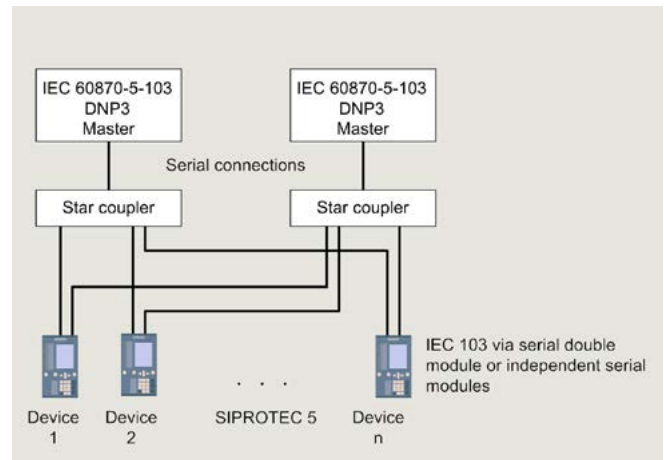 IEC 60870-5-103
DNP3
Master
IEC 60870-5-103
DNP3
Master
Serial connections
Star coupler
Star coupler
IEC 103 via serial double
module or independent serial
modules
. . .
Device
1
Device
2
SIPROTEC 5
Device
n